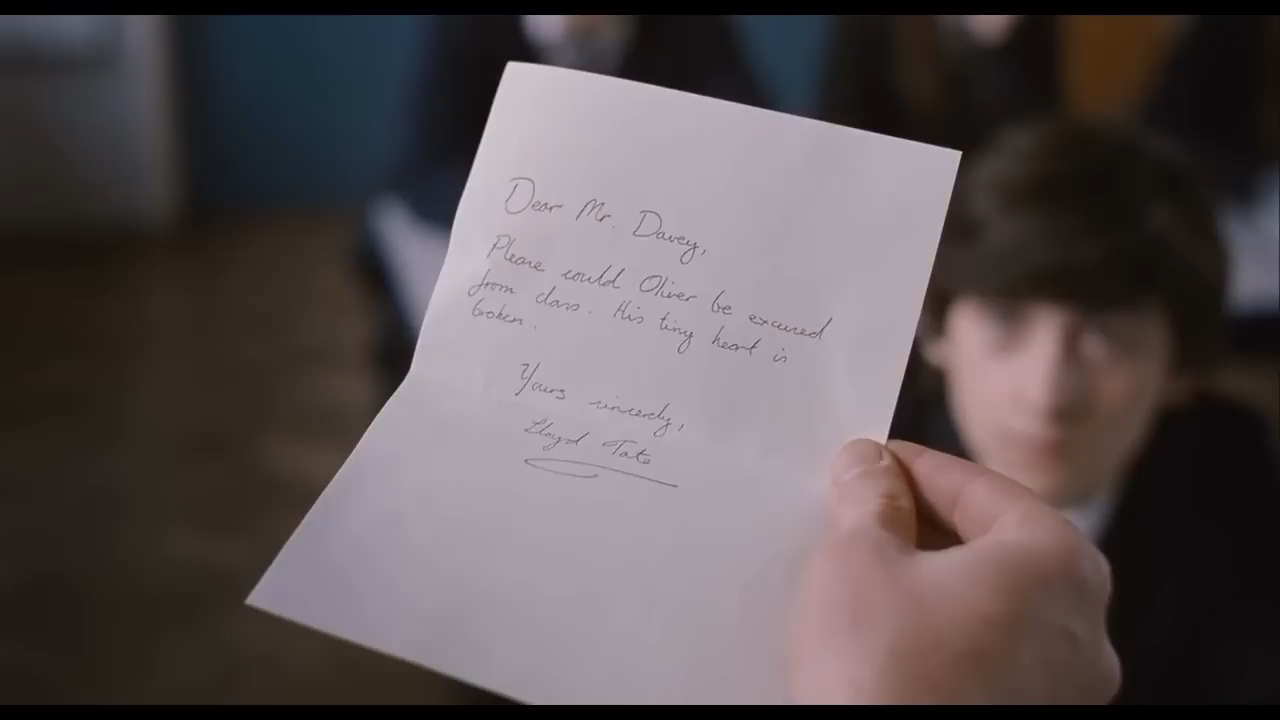 Dear Mr. Davey,
Please could Oliver be excused
from class. His tiny heart is
broken.
Yours sincerely,
Lloyd Tate